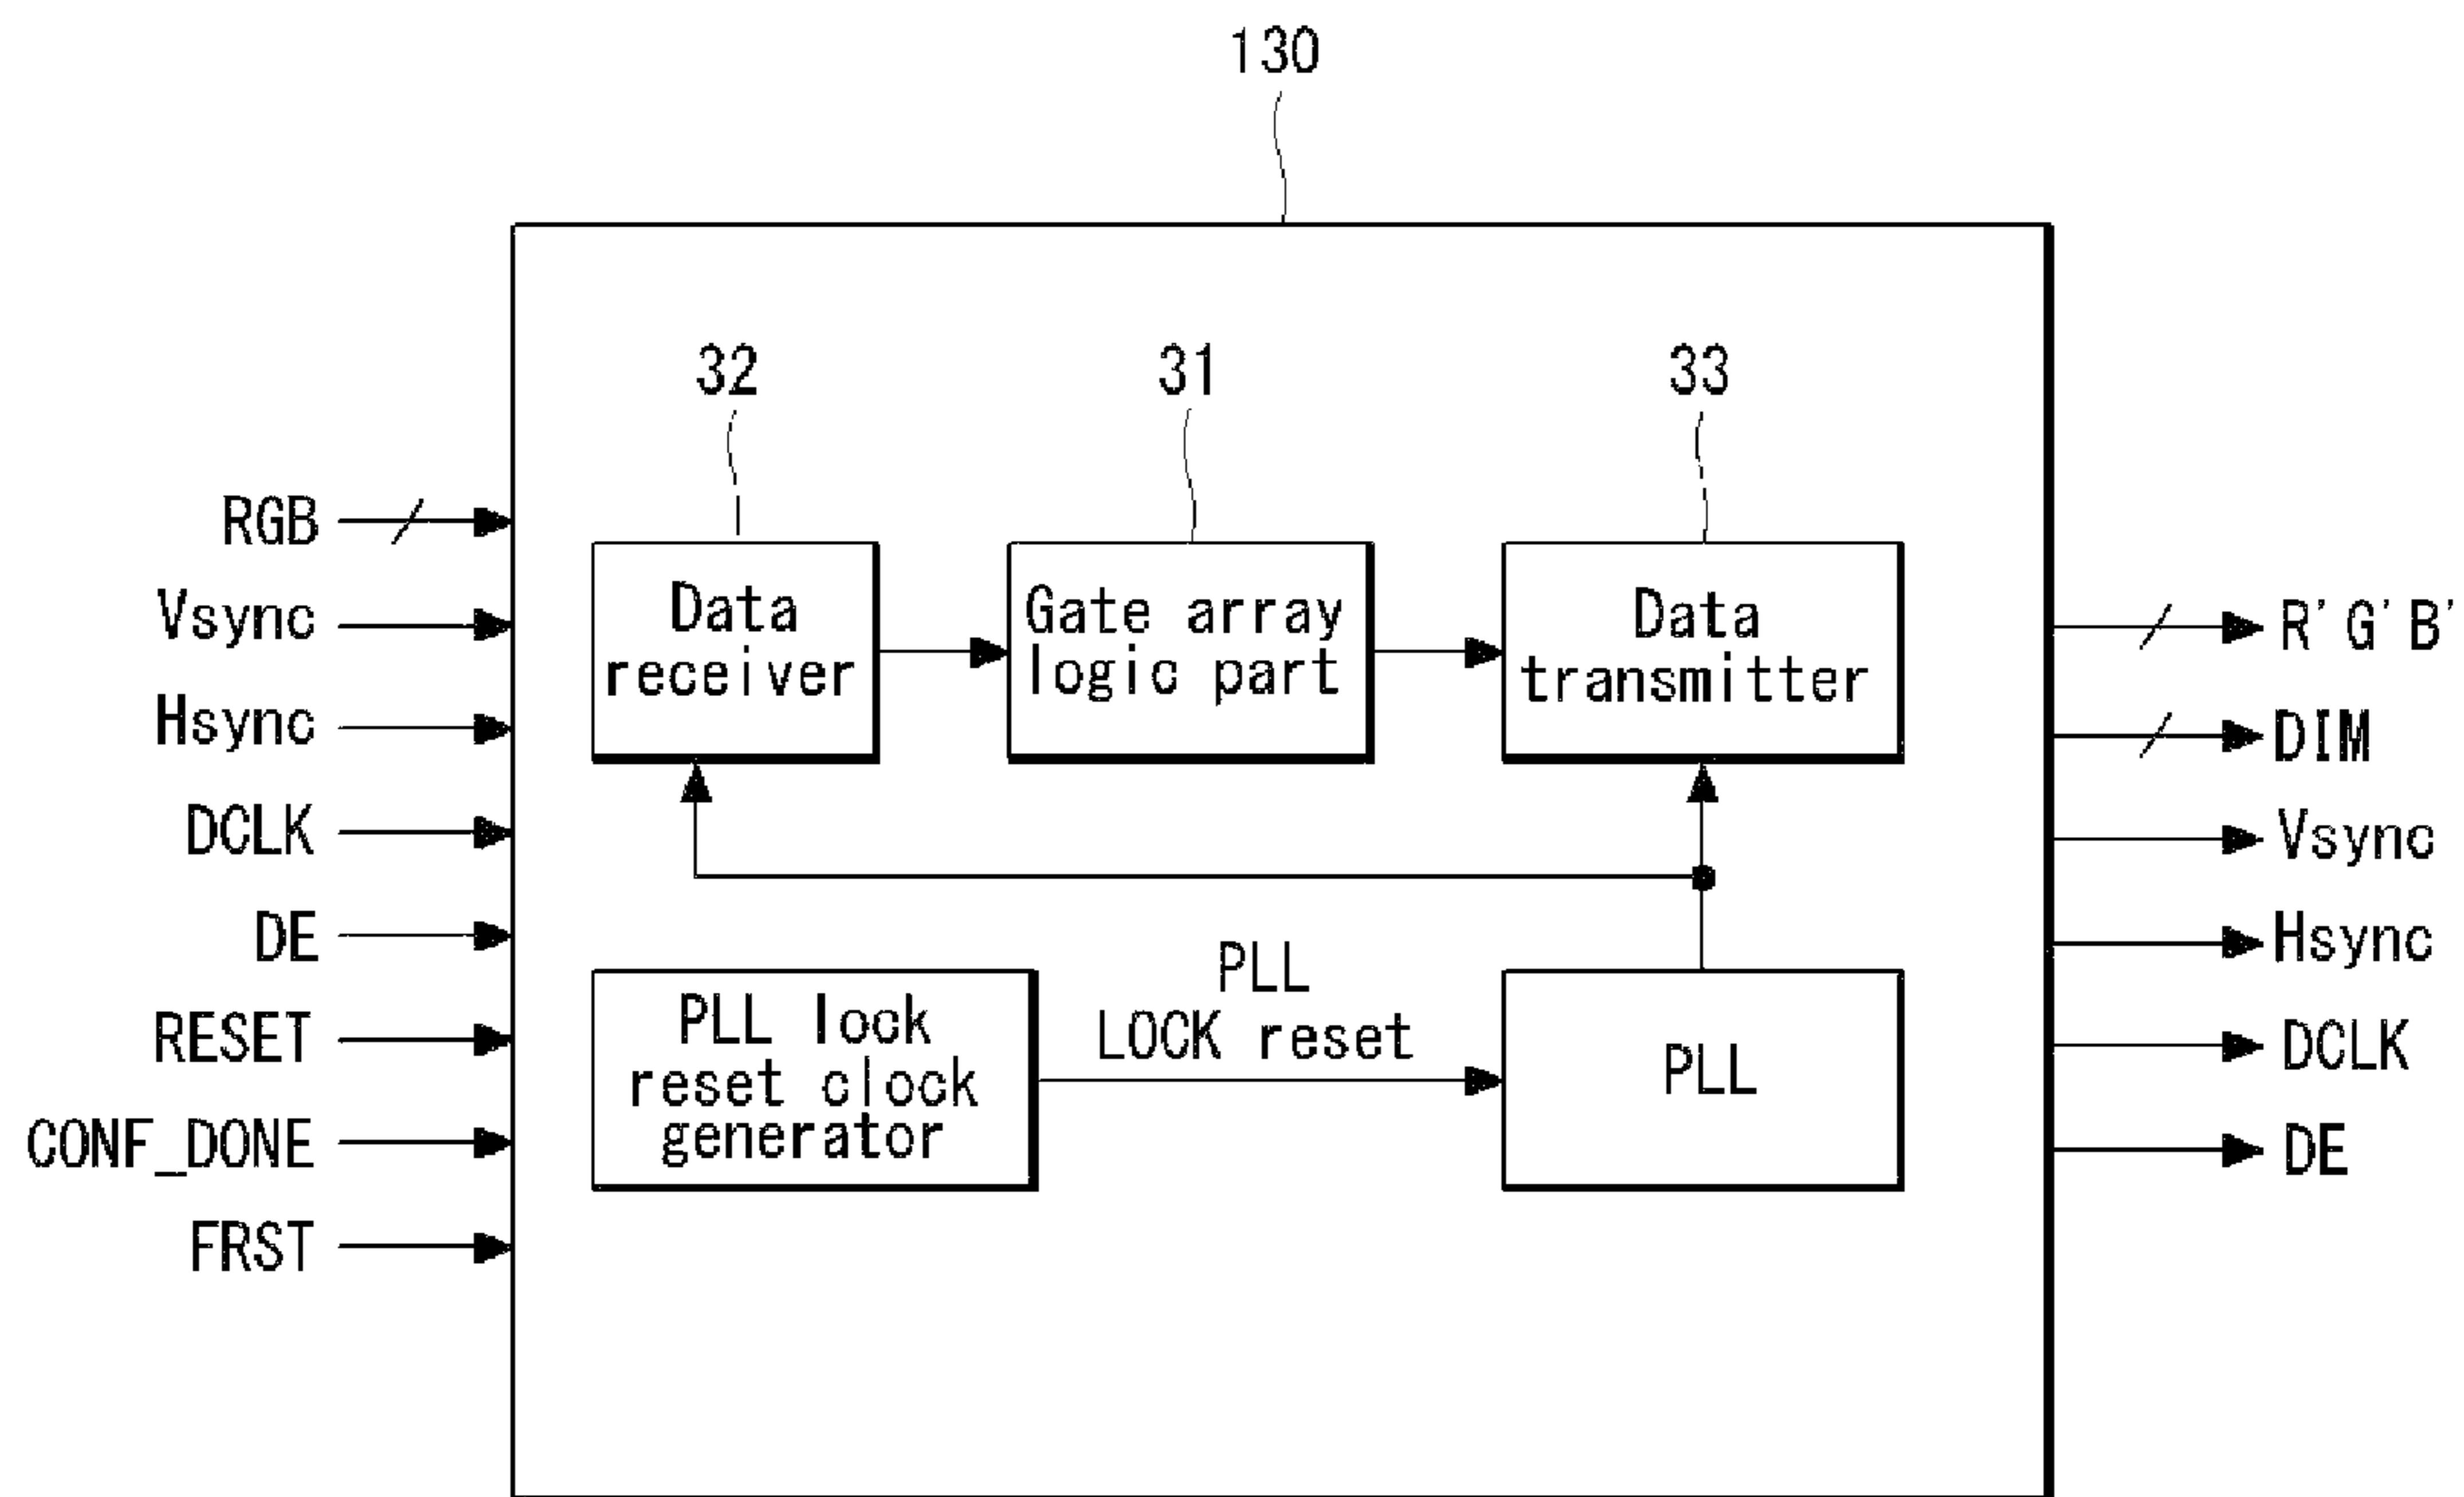 130
32
31
33
RGB
Vsync
Hsync
DCLK
DE
RESET
CONF_DONE
FRST
Data
receiver
Gate array
logic part
Data
transmitter
PLL lock
reset clock
generator
PLL
LOCK reset
PLL
R'G'B'
DIM
Vsync
Hsync
DCLK
DE